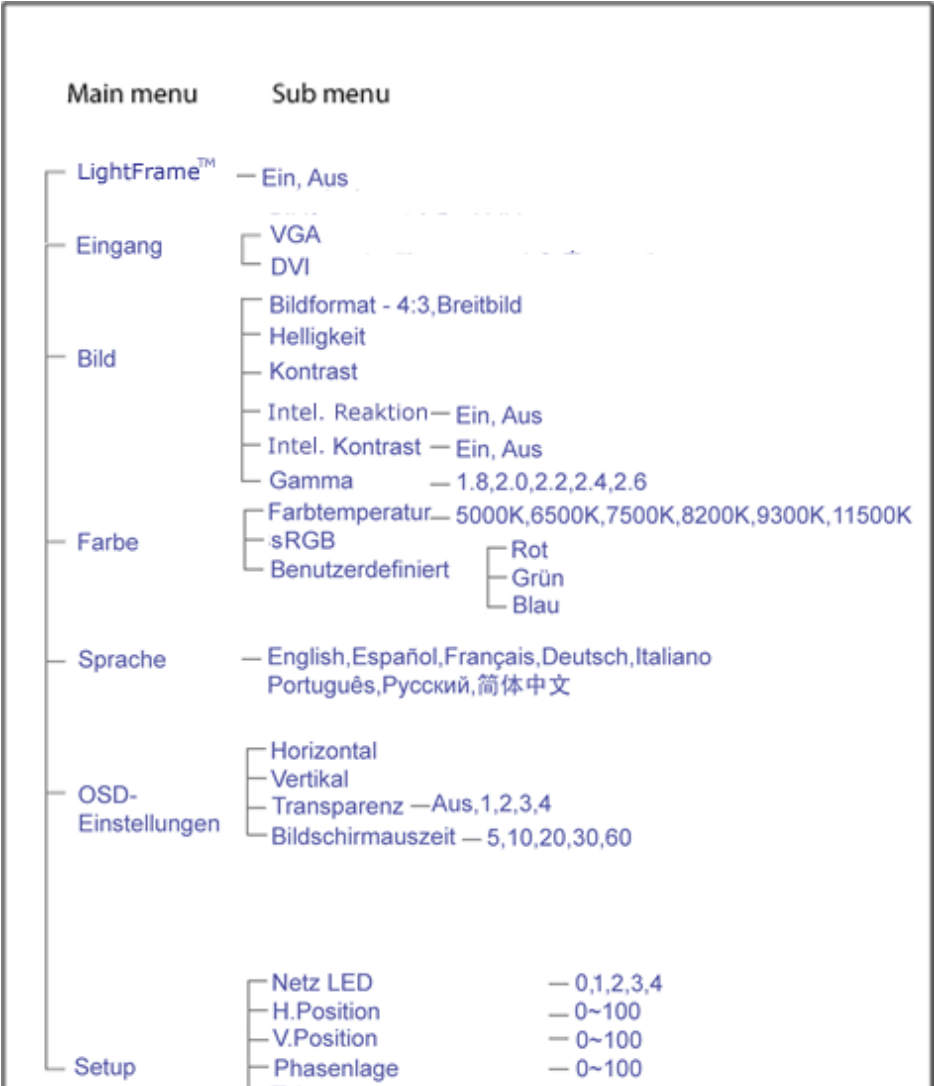 Main menu Sub menu
LightFrame™ Ein, Aus
Eingang VGA
DVI
Bildformat - 4:3,Breitbild
Helligkeit
Bild
Kontrast
Intel. Reaktion Ein, Aus
Intel. Kontrast Ein, Aus
Gamma 1.8,2.0,2.2,2.4,2.6
Farbtemperatur 5000K,6500K,7500K,8200K,9300K,11500K
Farbe sRGB
Benutzerdefiniert
Rot
Grün
Blau
Sprache English,Español,Français,Deutsch,Italiano
Português,Русский,简体中文
Horizontal
Vertikal
OSD-
Einstellungen
Transparenz Aus,1,2,3,4
Bildschirmauszeit 5,10,20,30,60
Netz LED 0,1,2,3,4
H.Position 0~100
V.Position 0~100
Setup Phasenlage 0~100